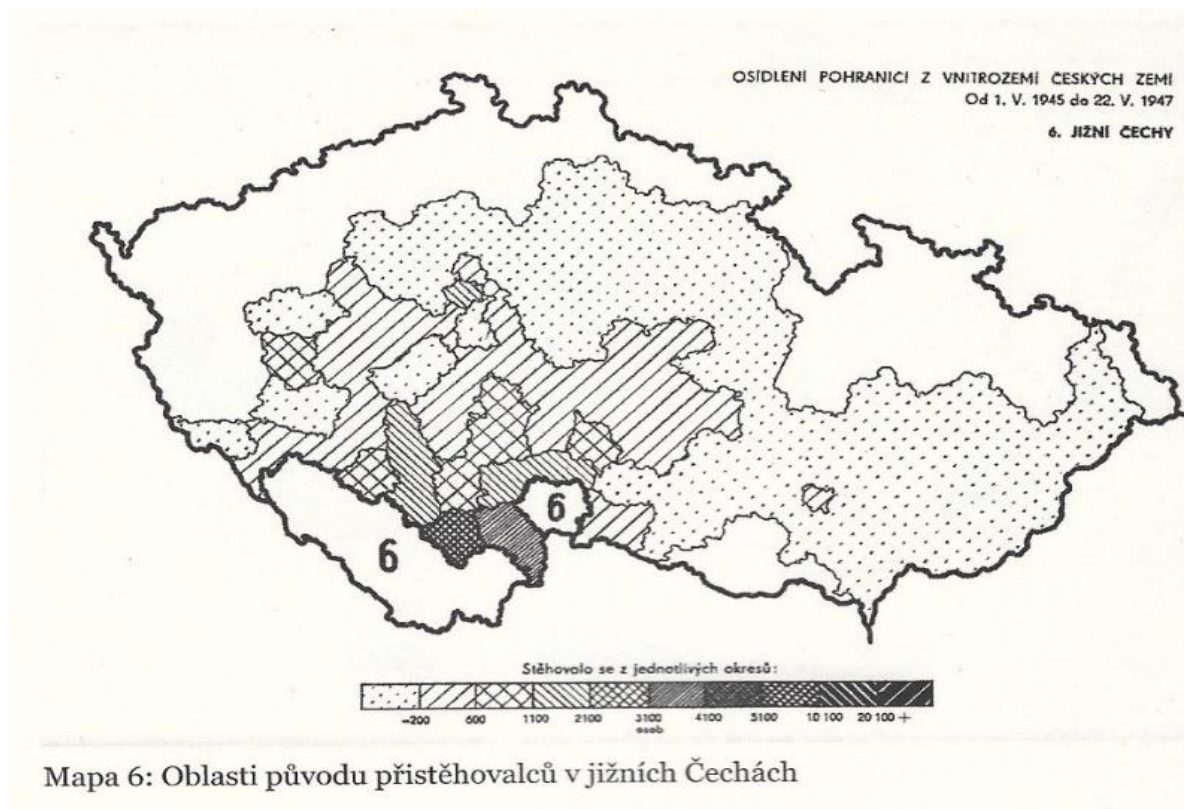 OSÍDLENÍ POHRANICÍ Z VNITROZEMÍ ČESKÝCH ZEMÍ
Od 1. V. 1945 do 22. V. 1947
6. JIŽNÍ ČECHY
6
6
Stěhovalo se z jednotlivých okresů:
-200 600 1100 2100 3100 4100 5100 10 100 20 100 +
osob
Mapa 6: Oblasti původu přistěhovalců v jižních Čechách